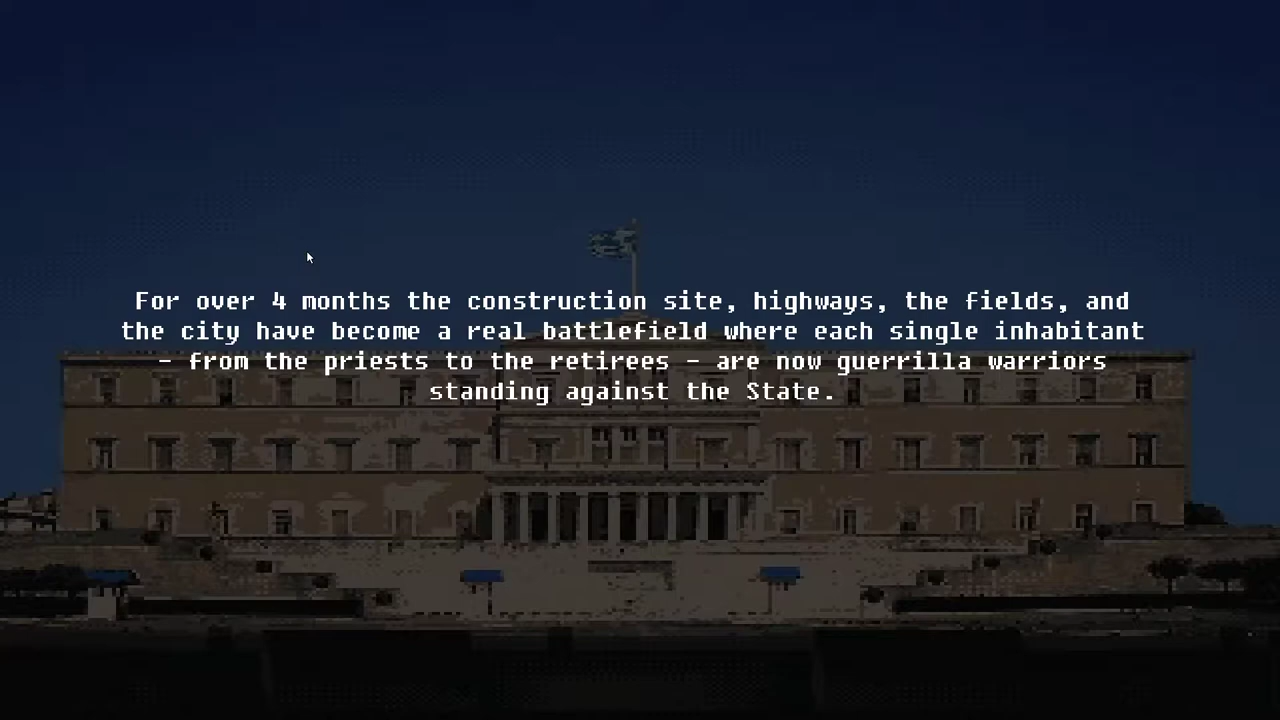 For over 4 months the construction site, highways, the fields, and
the city have become a real battlefield where each single inhabitant
- from the priests to the retirees - are now guerrilla warriors
standing against the State.